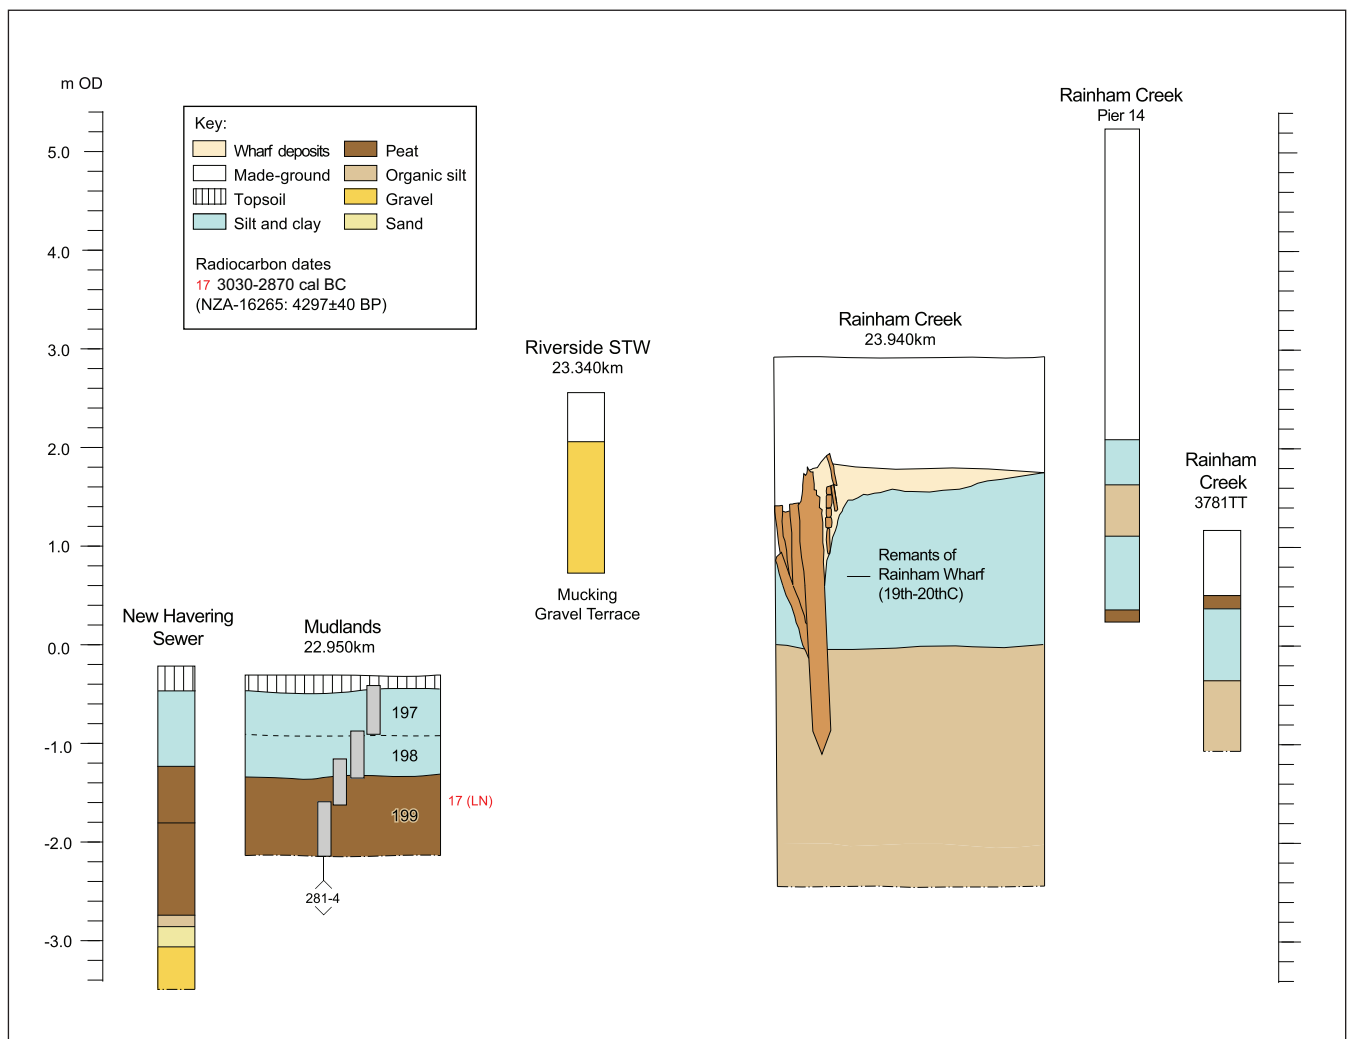 m OD
5.0
4.0
3.0
2.0
1.0
0.0
-1.0
-2.0
-3.0
Key:
Wharf deposits
Made-ground
Topsoil
Silt and clay
Peat
Organic silt
Gravel
Sand
Radiocarbon dates
17 3030-2870 cal BC
(NZA-16265: 4297±40 BP)
New Havering
Sewer
Mudlands
22.950km
197
198
199
17 (LN)
281-4
Riverside STW
23.340km
Mucking
Gravel Terrace
Rainham Creek
23.940km
Remants of
Rainham Wharf
(19th-20thC)
Rainham Creek
Pier 14
Rainham
Creek
3781TT